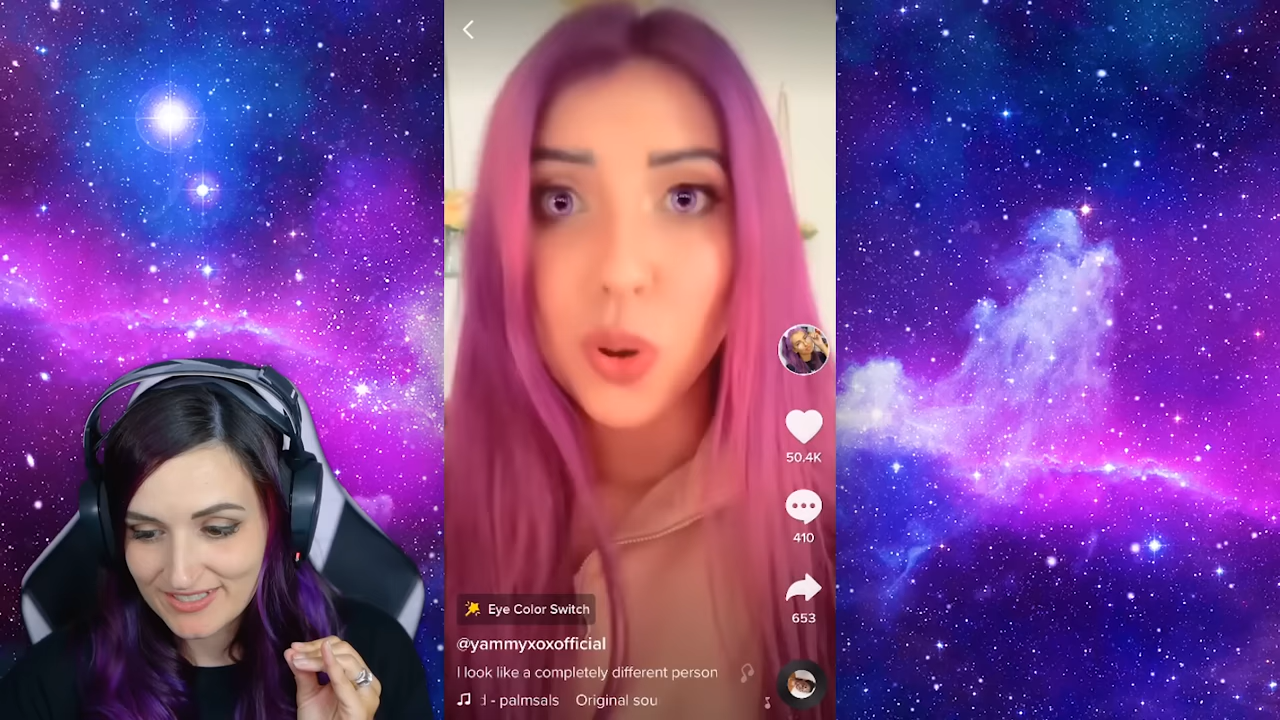 50.4K
410
653
Eye Color Switch
@yammyxoxofficial
I look like a completely different person
d - palmsals Original sou